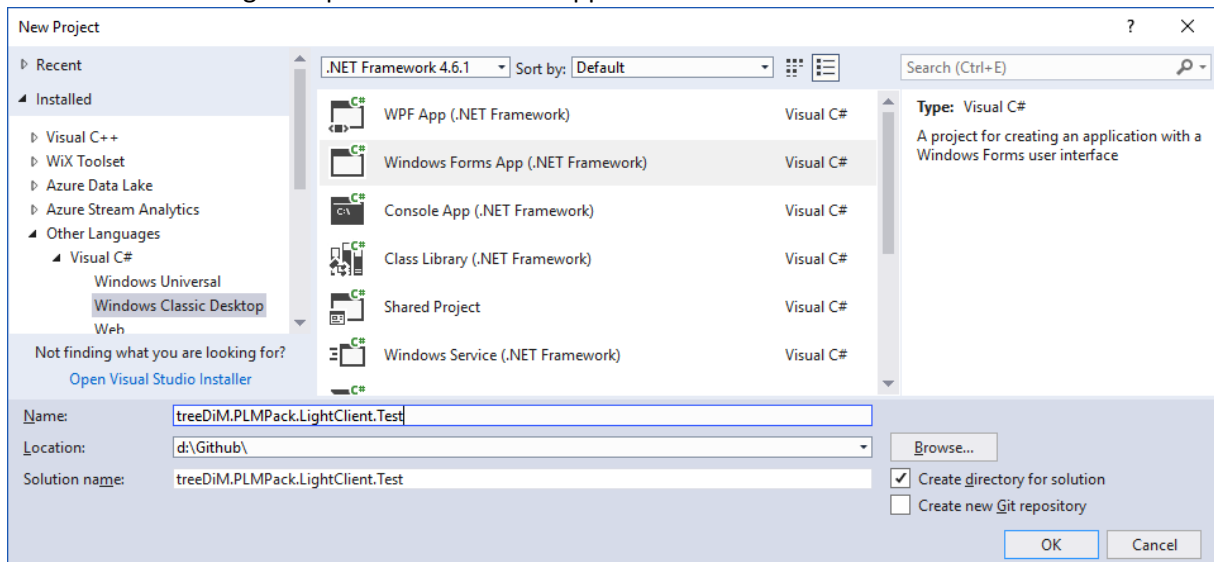 New Project
? ×
Recent
Installed
Visual C++
WiX Toolset
Azure Data Lake
Azure Stream Analytics
Other Languages
Visual C#
Windows Universal
Windows Classic Desktop
Web
Not finding what you are looking for?
Open Visual Studio Installer
.NET Framework 4.6.1 Sort by: Default
WPF App (.NET Framework) Visual C#
Windows Forms App (.NET Framework) Visual C#
Console App (.NET Framework) Visual C#
Class Library (.NET Framework) Visual C#
Shared Project Visual C#
Windows Service (.NET Framework) Visual C#
Search (Ctrl+E)
Type: Visual C#
A project for creating an application with a
Windows Forms user interface
Name: treeDiM.PLMPack.LightClient.Test
Location: d:\Github\
Browse...
Solution name: treeDiM.PLMPack.LightClient.Test
Create directory for solution
Create new Git repository
OK Cancel